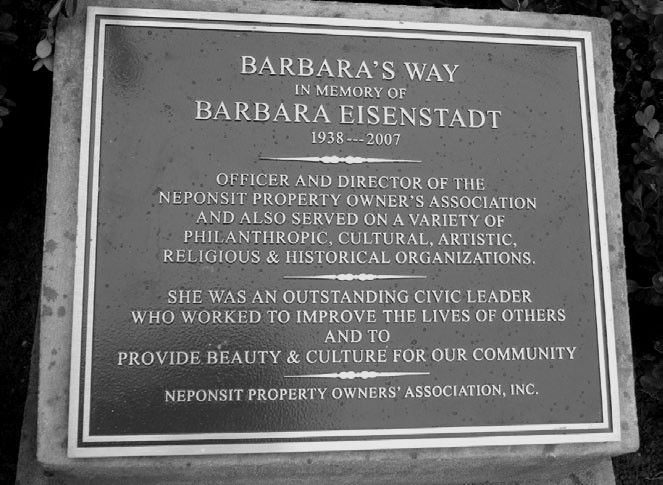 BARBARA'S WAY
IN MEMORY OF
BARBARA EISENSTADT
1938---2007
OFFICER AND DIRECTOR OF THE
NEPONSIT PROPERTY OWNER'S ASSOCIATION
AND ALSO SERVED ON A VARIETY OF
PHILANTHROPIC, CULTURAL, ARTISTIC,
RELIGIOUS & HISTORICAL ORGANIZATIONS.
SHE WAS AN OUTSTANDING CIVIC LEADER
WHO WORKED TO IMPROVE THE LIVES OF OTHERS
AND TO
PROVIDE BEAUTY & CULTURE FOR OUR COMMUNITY
NEPONSIT PROPERTY OWNERS' ASSOCIATION, INC.